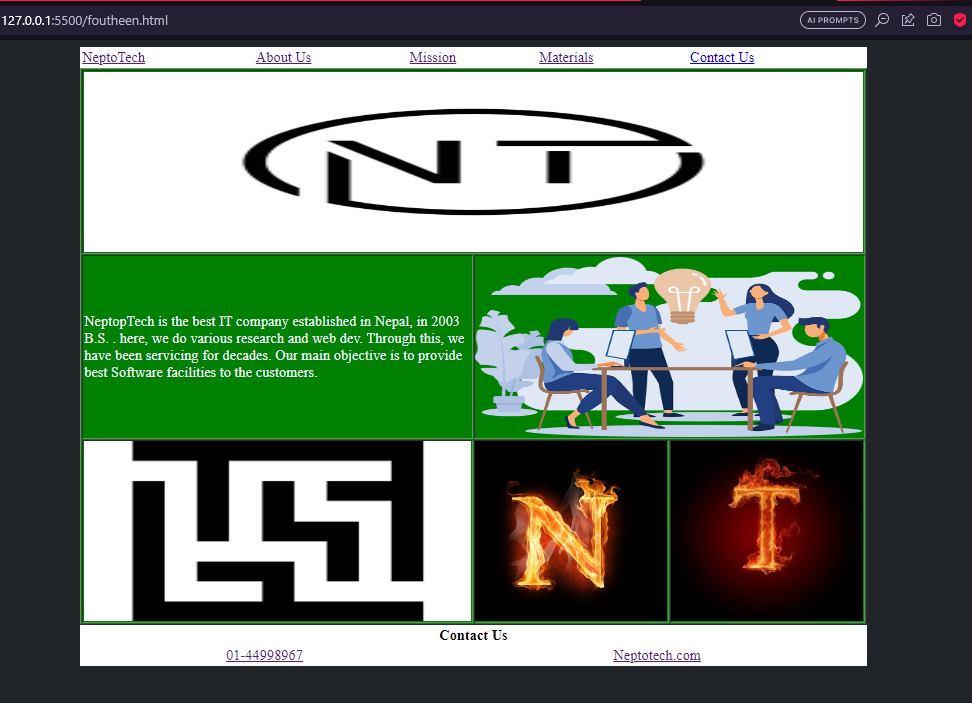 127.0.0.1:5500/foutheen.html
AI PROMPTS
NeptoTech About Us Mission Materials Contact Us
NT
NeptopTech is the best IT company established in Nepal, in 2003
B.S. . here, we do various research and web dev. Through this, we
have been servicing for decades. Our main objective is to provide
best Software facilities to the customers.
N T
Contact Us
01-44998967 Neptotech.com